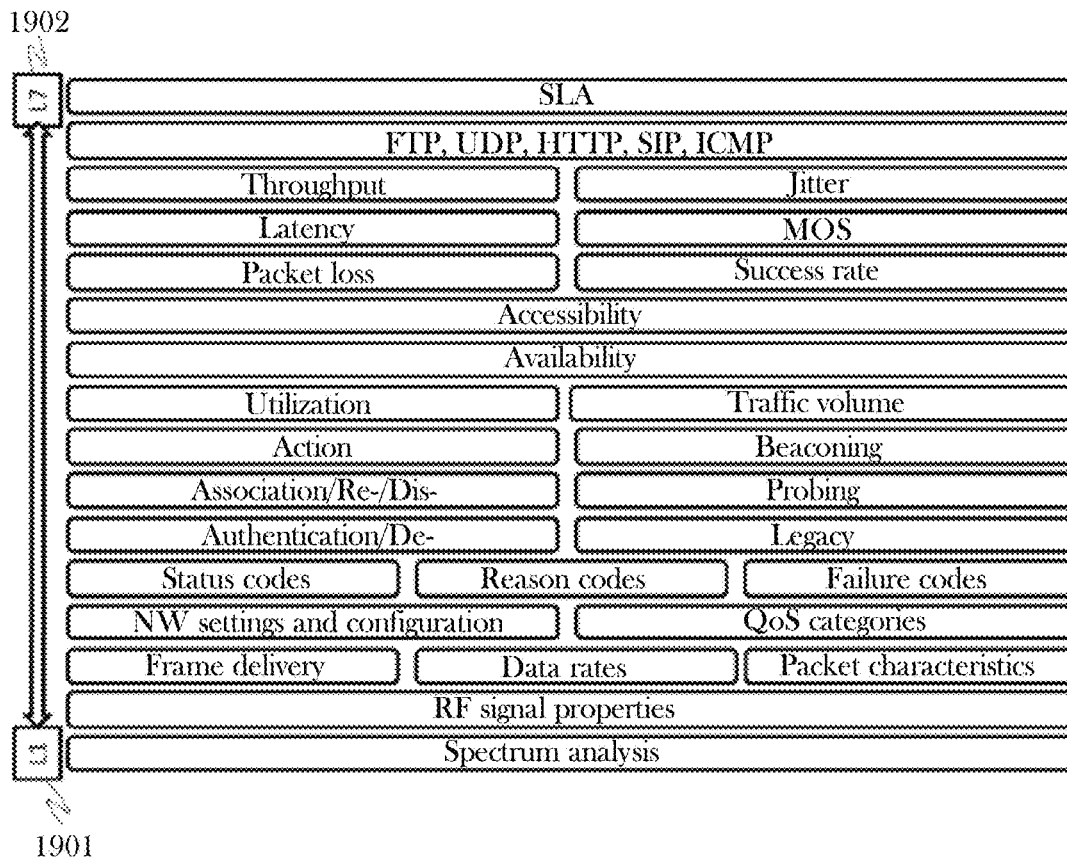 1902
L7
SLA
FTP, UDP, HTTP, SIP, ICMP
Throughput
Jitter
Latency
MOS
Packet loss
Success rate
Accessibility
Availability
Utilization
Traffic volume
Action
Beaconing
Association/Re-/Dis-
Probing
Authentication/De-
Legacy
Status codes
Reason codes
Failure codes
NW settings and configuration
QoS categories
Frame delivery
Data rates
Packet characteristics
RF signal properties
L1
Spectrum analysis
1901